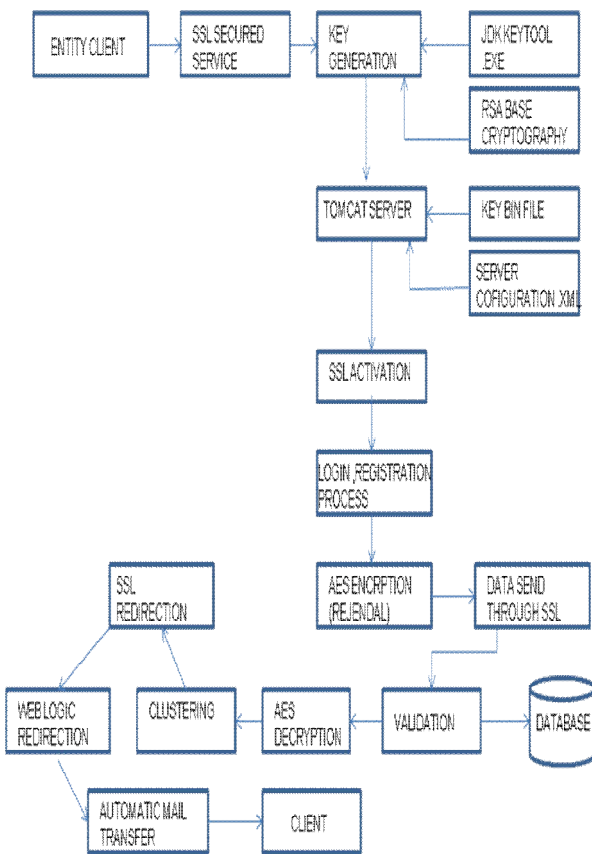 ENTITY CLIENT
SSL SECURED
SERVICE
KEY
GENERATION
JDK KEYTOOL
.EXE
RSA BASE
CRYPTOGRAPHY
TOMCAT SERVER
KEY BIN FILE
SERVER
COFIGURATION .XML
SSL ACTIVATION
LOGIN ,REGISTRATION
PROCESS
AES ENCRPTION
(REJENDAL)
DATA SEND
THROUGH SSL
SSL
REDIRECTION
WEB LOGIC
REDIRECTION
CLUSTERING
AES
DECRYPTION
VALIDATION
DATABASE
AUTOMATIC MAIL
TRANSFER
CLIENT